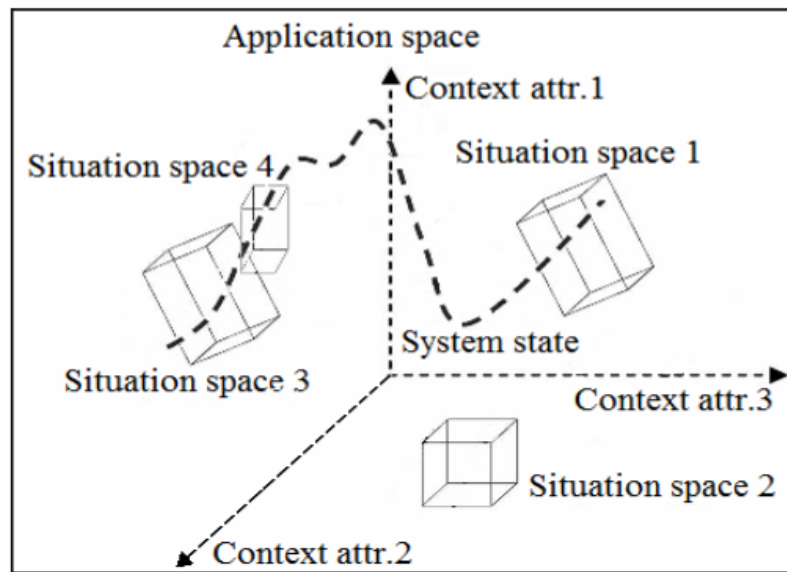 Application space
Context attr.1
Situation space 1
Situation space 4
System state
Situation space 3
Context attr.3
Situation space 2
Context attr.2